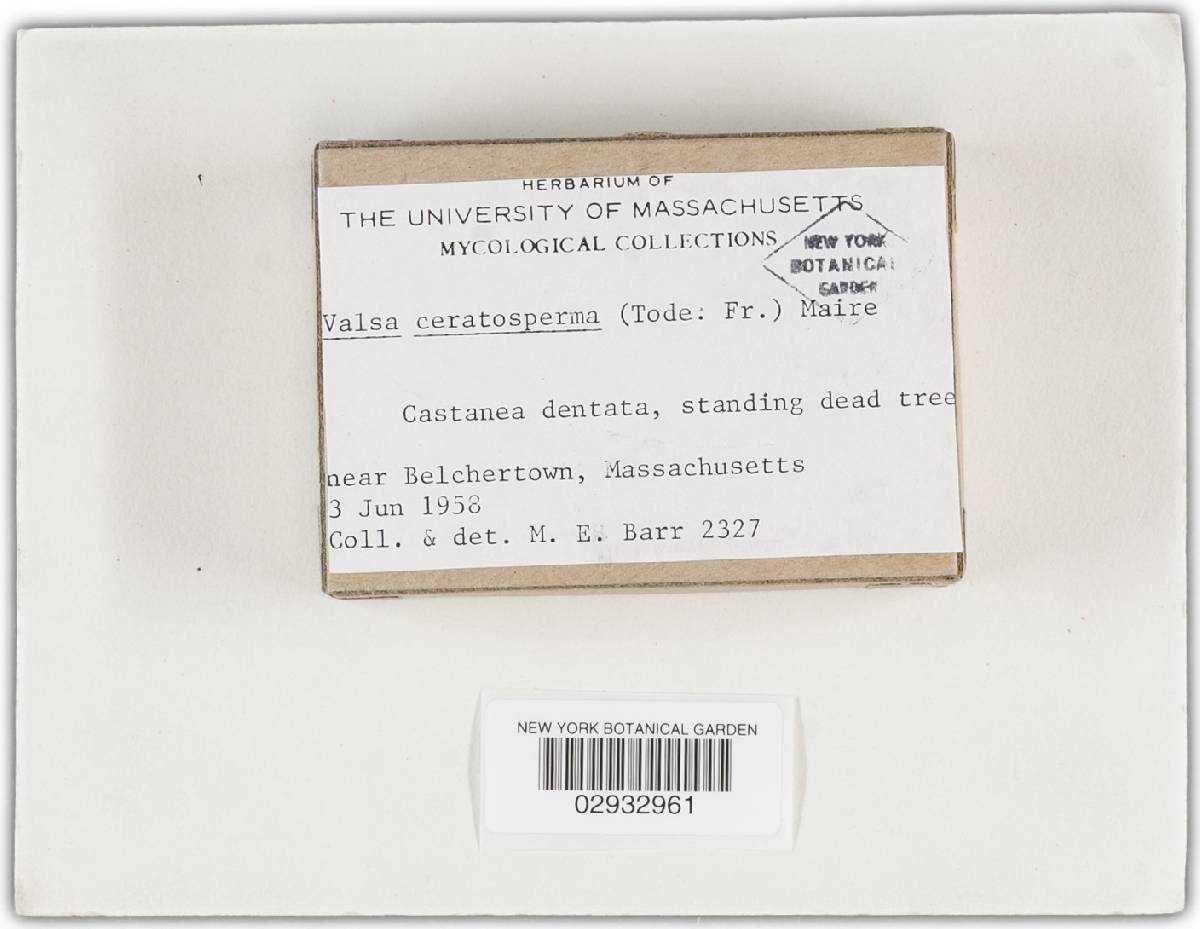 HERBARIUM OF
THE UNIVERSITY OF MASSACHUSETTS
MYCOLOGICAL COLLECTIONS
NEW YORK
BOTANICAL
GARDEN
Valsa ceratosperma (Tode: Fr.) Maire
Castanea dentata, standing dead tree
near Belchertown, Massachusetts
3 Jun 1958
Coll. & det. M. E. Barr 2327
NEW YORK BOTANICAL GARDEN
02932961